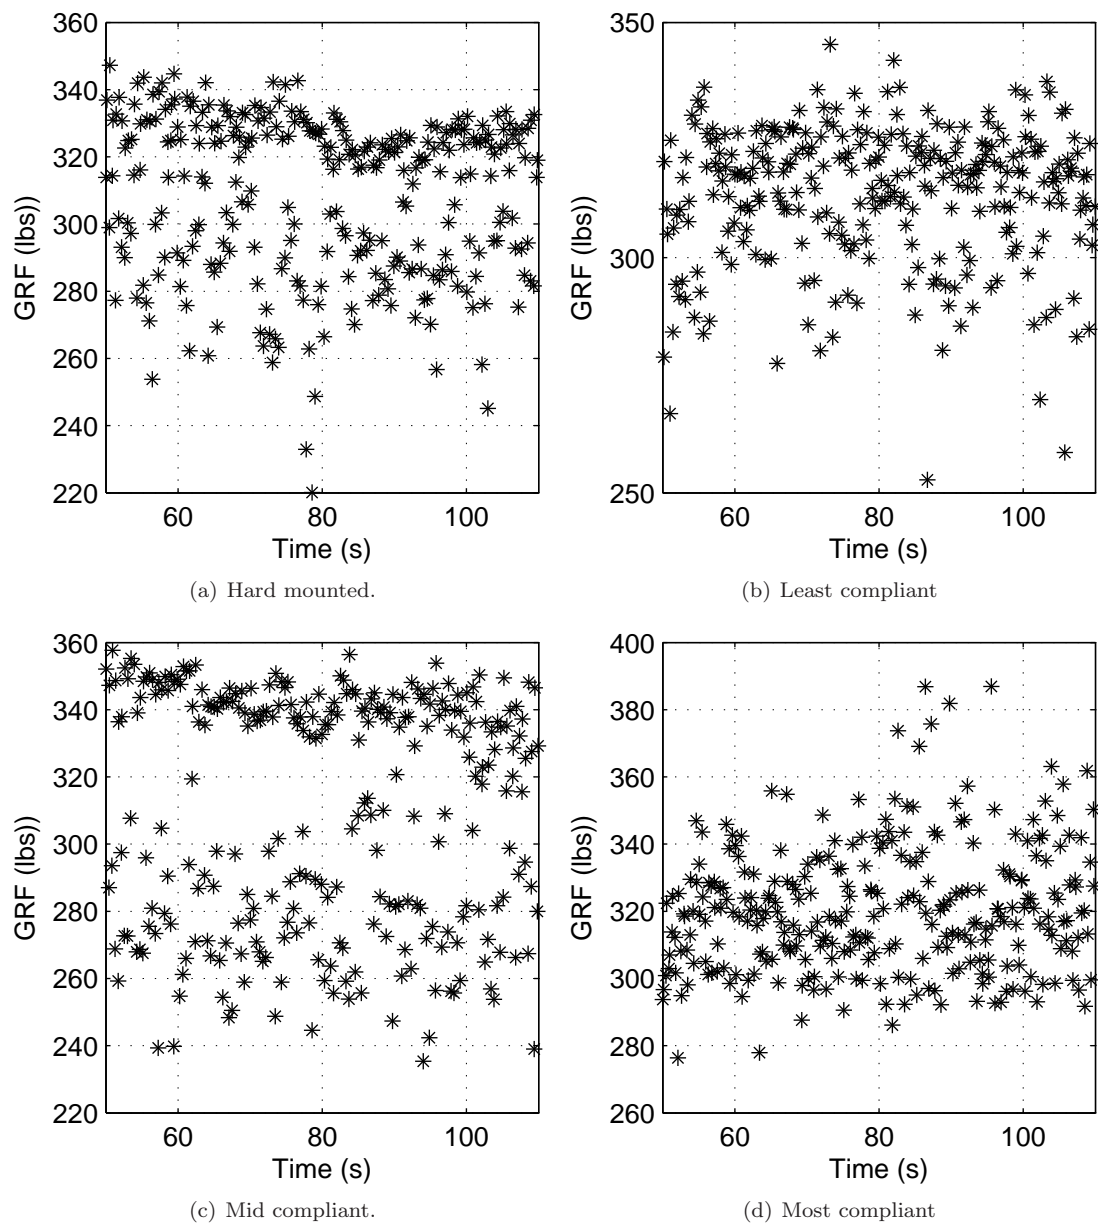 360
340
320
300
280
260
240
220
GRF (lbs))
60 80 100
Time (s)
(a) Hard mounted.
350
300
250
GRF (lbs))
60 80 100
Time (s)
(b) Least compliant
360
340
320
300
280
260
240
220
GRF (lbs))
60 80 100
Time (s)
(c) Mid compliant.
400
380
360
340
320
300
280
260
GRF (lbs))
60 80 100
Time (s)
(d) Most compliant